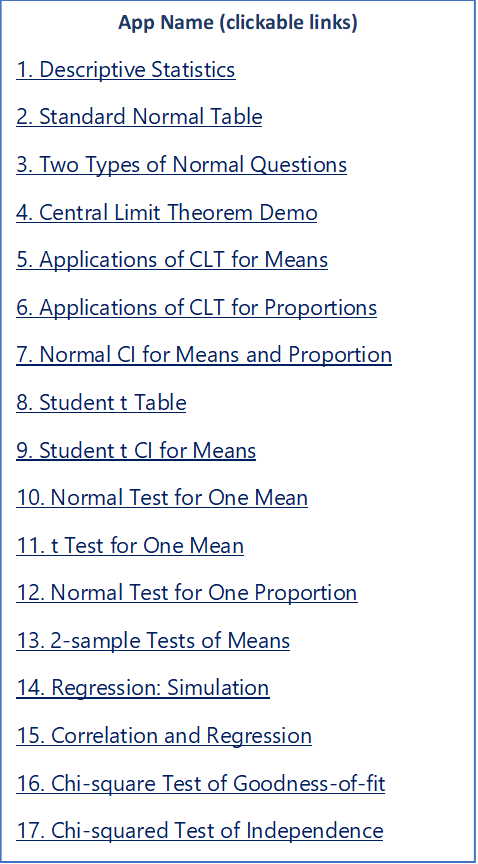 App Name (clickable links)
1. Descriptive Statistics
2. Standard Normal Table
3. Two Types of Normal Questions
4. Central Limit Theorem Demo
5. Applications of CLT for Means
6. Applications of CLT for Proportions
7. Normal CI for Means and Proportion
8. Student t Table
9. Student t CI for Means
10. Normal Test for One Mean
11. t Test for One Mean
12. Normal Test for One Proportion
13. 2-sample Tests of Means
14. Regression: Simulation
15. Correlation and Regression
16. Chi-square Test of Goodness-of-fit
17. Chi-squared Test of Independence